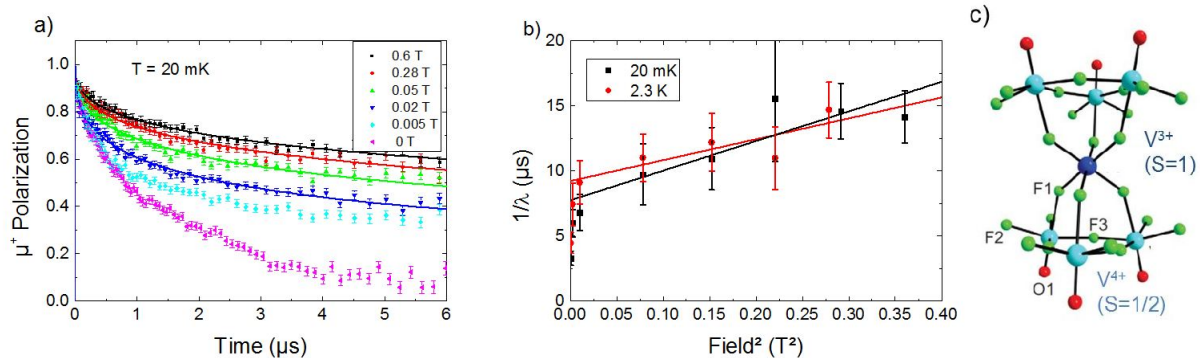 a)
T = 20 mK
0.6 T
0.28 T
0.05 T
0.02 T
0.005 T
0 T
μ⁺ Polarization
1.0
0.8
0.6
0.4
0.2
0.0
0 1 2 3 4 5 6
Time (μs)
b)
20 mK
2.3 K
1/λ (μs)
20
15
10
5
0
0.00 0.05 0.10 0.15 0.20 0.25 0.30 0.35 0.40
Field² (T²)
c)
V³⁺
(S=1)
F1
F2
F3
O1
V⁴⁺
(S=1/2)